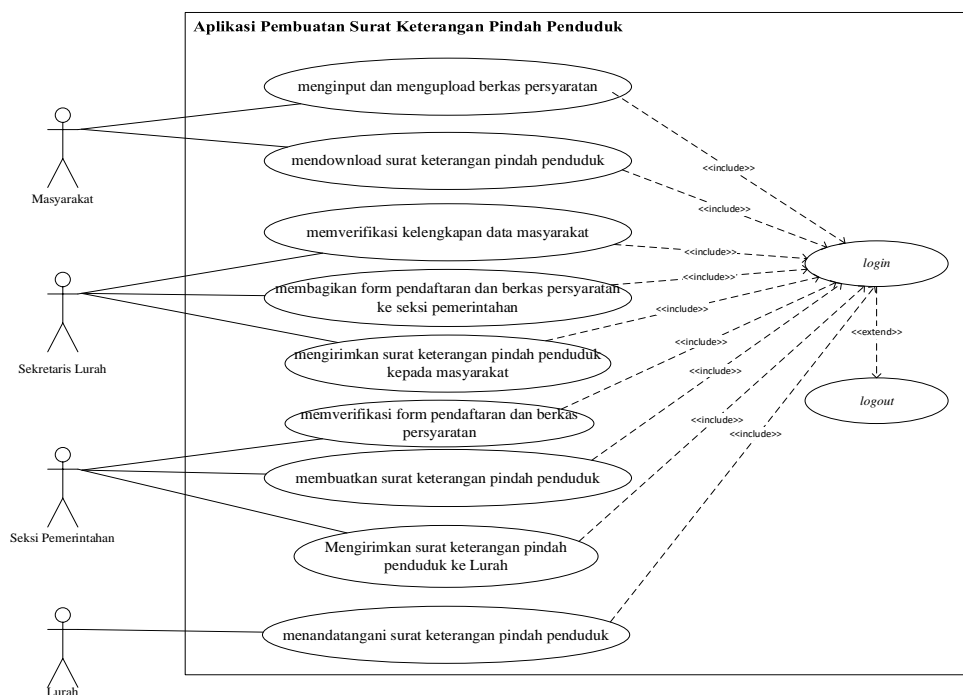 Aplikasi Pembuatan Surat Keterangan Pindah Penduduk
menginput dan mengupload berkas persyaratan
<<include>>
mendownload surat keterangan pindah penduduk
<<include>>
Masyarakat
memverifikasi kelengkapan data masyarakat
<<include>>
login
membagikan form pendaftaran dan berkas persyaratan
ke seksi pemerintahan
<<include>>
<<include>>
Sekretaris Lurah
mengirimkan surat keterangan pindah penduduk
kepada masyarakat
<<extend>>
<<include>>
<<include>>
logout
memverifikasi form pendaftaran dan berkas
persyaratan
<<include>>
<<include>>
membuatkan surat keterangan pindah penduduk
Seksi Pemerintahan
Mengirimkan surat keterangan pindah
penduduk ke Lurah
menandatangani surat keterangan pindah penduduk
Lurah